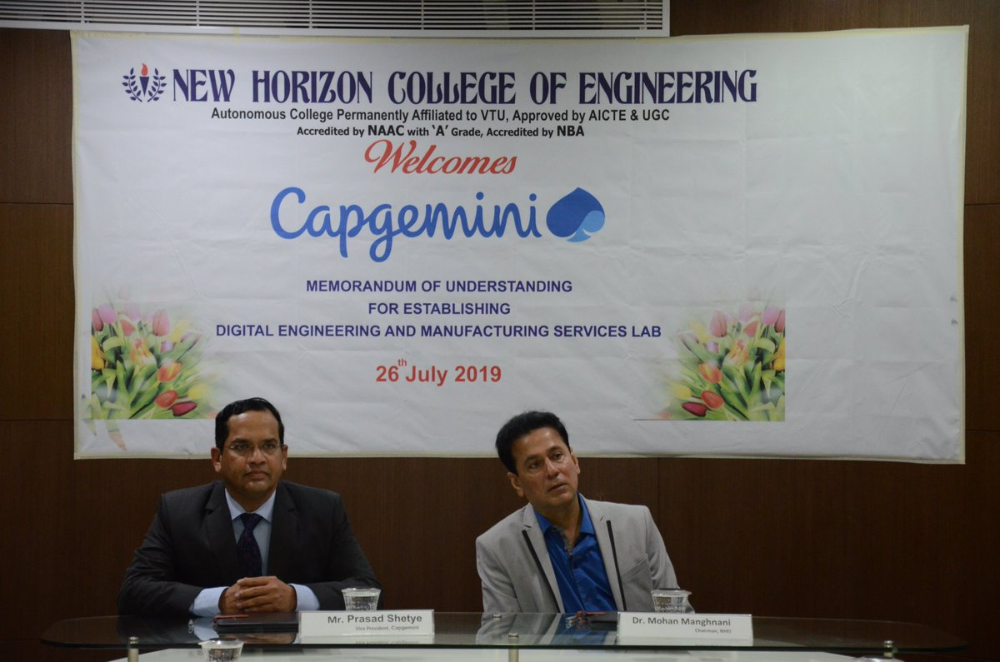 NEW HORIZON COLLEGE OF ENGINEERING
Autonomous College Permanently Affiliated to VTU, Approved by AICTE & UGC
Accredited by NAAC with 'A' Grade, Accredited by NBA
Welcomes
Capgemini
MEMORANDUM OF UNDERSTANDING
FOR ESTABLISHING
DIGITAL ENGINEERING AND MANUFACTURING SERVICES LAB
26th July 2019
Mr. Prasad Shetye
Vice President, Capgemini
Dr. Mohan Manghnani
Chairman, NHEI